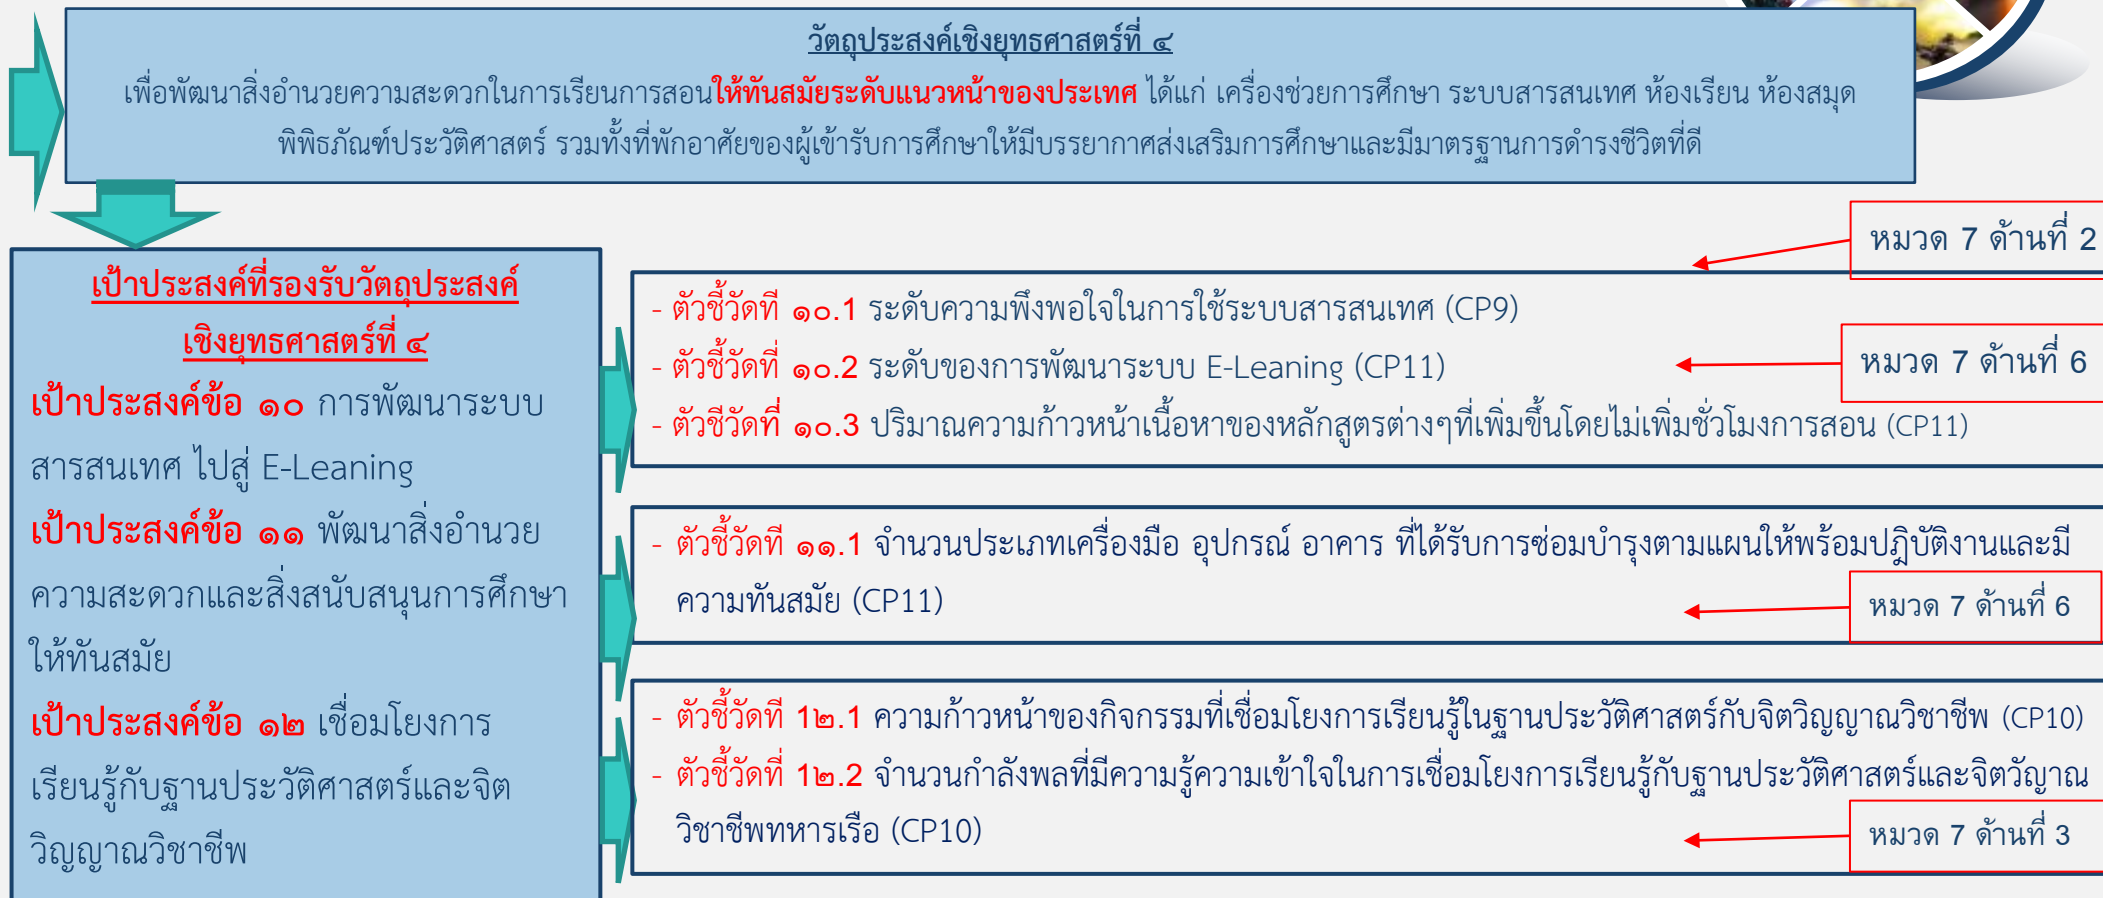 วัตถุประสงค์เชิงยุทธศาสตร์ที่ ๔
เพื่อพัฒนาสิ่งอำนวยความสะดวกในการเรียนการสอนให้ทันสมัยระดับแนวหน้าของประเทศ ได้แก่ เครื่องช่วยการศึกษา ระบบสารสนเทศ ห้องเรียน ห้องสมุด
พิพิธภัณฑ์ประวัติศาสตร์ รวมทั้งที่พักอาศัยของผู้เข้ารับการศึกษาให้มีบรรยากาศส่งเสริมการศึกษาและมีมาตรฐานการดำรงชีวิตที่ดี
เป้าประสงค์ที่รองรับวัตถุประสงค์
เชิงยุทธศาสตร์ที่ ๔
เป้าประสงค์ข้อ ๑๐ การพัฒนาระบบ
สารสนเทศ ไปสู่ E-Leaning
เป้าประสงค์ข้อ ๑๑ พัฒนาสิ่งอำนวย
ความสะดวกและสิ่งสนับสนุนการศึกษา
ให้ทันสมัย
เป้าประสงค์ข้อ ๑๒ เชื่อมโยงการ
เรียนรู้กับฐานประวัติศาสตร์และจิต
วิญญาณวิชาชีพ
หมวด 7 ด้านที่ 2
- ตัวชี้วัดที ๑๐.1 ระดับความพึงพอใจในการใช้ระบบสารสนเทศ (CP9)
- ตัวชี้วัดที่ ๑๐.2 ระดับของการพัฒนาระบบ E-Leaning (CP11)
หมวด 7 ด้านที่ 6
- ตัวชีวัดที่ ๑๐.3 ปริมาณความก้าวหน้าเนื้อหาของหลักสูตรต่างๆที่เพิ่มขึ้นโดยไม่เพิ่มชั่วโมงการสอน (CP11)
- ตัวชี้วัดที ๑๑.1 จำนวนประเภทเครื่องมือ อุปกรณ์ อาคาร ที่ได้รับการซ่อมบำรุงตามแผนให้พร้อมปฎิบัติงานและมี
ความทันสมัย (CP11)
หมวด 7 ด้านที่ 6
- ตัวชี้วัดที 1๒.1 ความก้าวหน้าของกิจกรรมที่เชื่อมโยงการเรียนรู้ในฐานประวัติศาสตร์กับจิตวิญญาณวิชาชีพ (CP10)
- ตัวชี้วัดที่ 1๒.2 จำนวนกำลังพลที่มีความรู้ความเข้าใจในการเชื่อมโยงการเรียนรู้กับฐานประวัติศาสตร์และจิตวัญาณ
วิชาชีพทหารเรือ (CP10)
หมวด 7 ด้านที่ 3